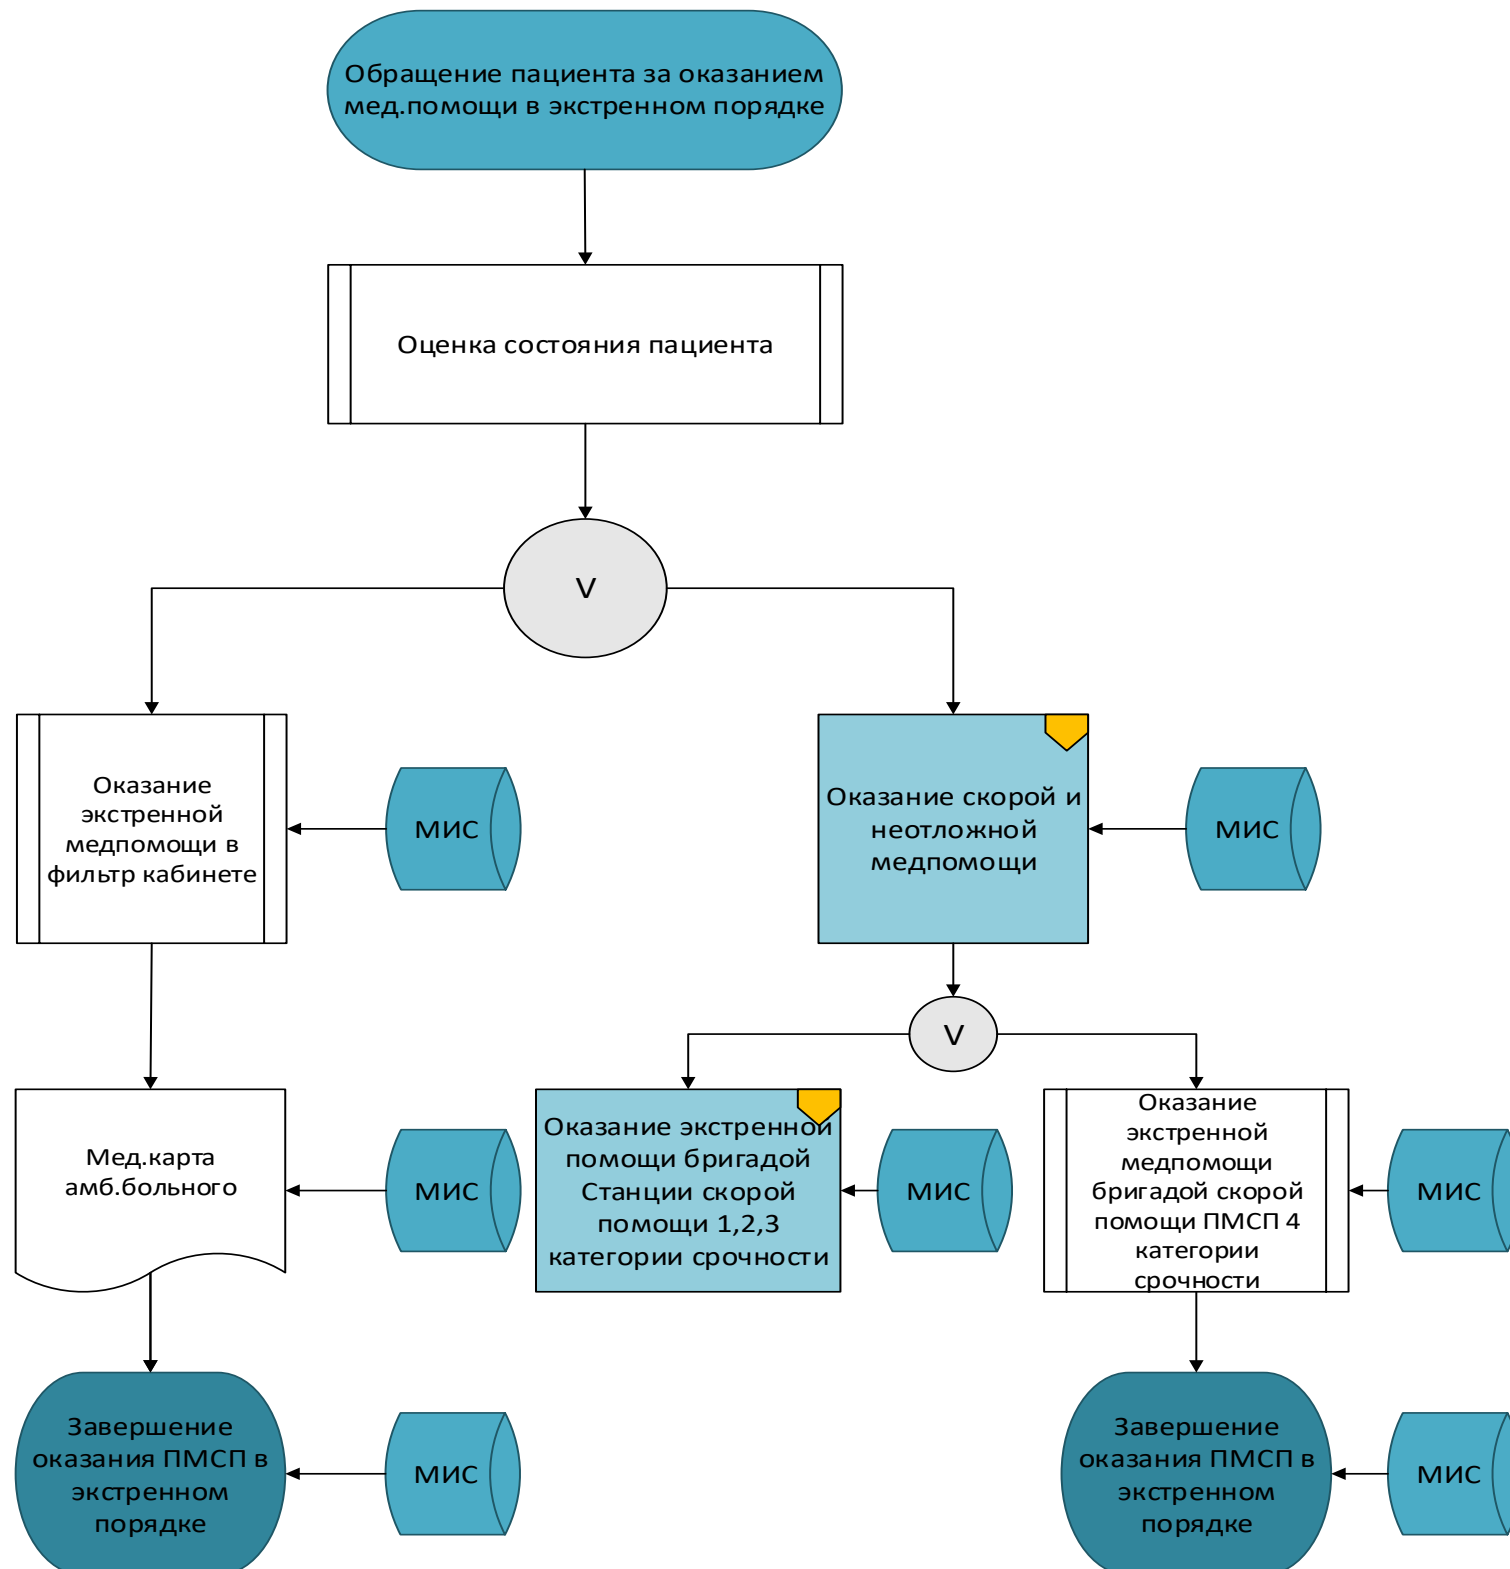 Обращение пациента за оказанием
мед.помощи в экстренном порядке
Оценка состояния пациента
V
Оказание
экстренной
медпомощи в
фильтр кабинете
МИС
Оказание скорой и
неотложной
медпомощи
МИС
V
Мед.карта
амб.больного
МИС
Оказание экстренной
помощи бригадой
Станции скорой
помощи 1,2,3
категории срочности
МИС
Оказание
экстренной
медпомощи
бригадой скорой
помощи ПМСП 4
категории
срочности
МИС
Завершение
оказания ПМСП в
экстренном
порядке
МИС
Завершение
оказания ПМСП в
экстренном
порядке
МИС